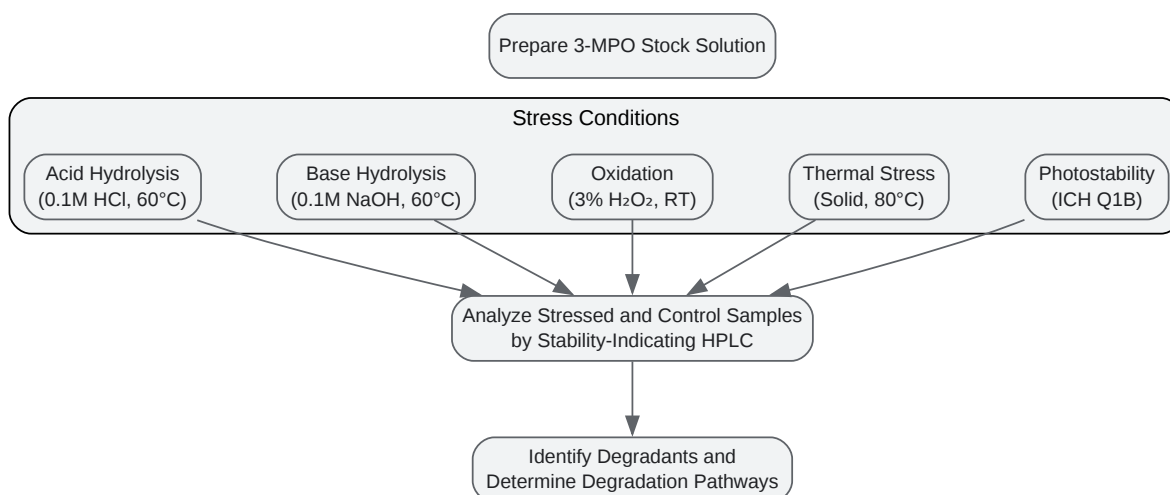 Prepare 3-MPO Stock Solution
Stress Conditions
Acid Hydrolysis
(0.1M HCl, 60°C)
Base Hydrolysis
(0.1M NaOH, 60°C)
Oxidation
(3% H₂O₂, RT)
Thermal Stress
(Solid, 80°C)
Photostability
(ICH Q1B)
Analyze Stressed and Control Samples
by Stability-Indicating HPLC
Identify Degradants and
Determine Degradation Pathways